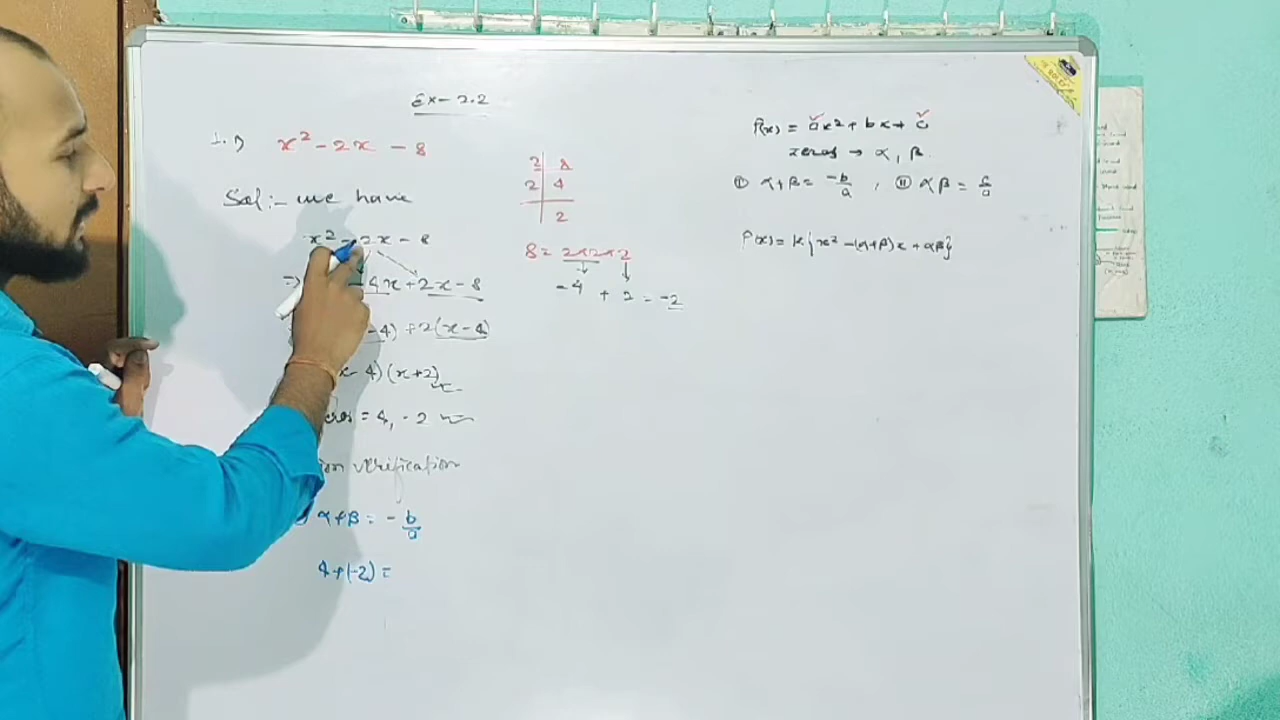 Ex- 2.2
1. i) x² - 2x - 8
Sol:- we have
x² - 2x - 8
⇒ - 4x + 2x - 8
- 4) + 2(x - 4)
x - 4) (x + 2)
= 4, - 2
verification
α+β = - b/a
4+(-2) =
2 | 8
2 | 4
2
8 = 2×2×2
- 4 + 2 = -2
P(x) = ax² + bx + c
zeros → α, β
① α+β = -b/a , ⑪ αβ = c/a
P(x) = K{x² - (α+β)x + αβ}